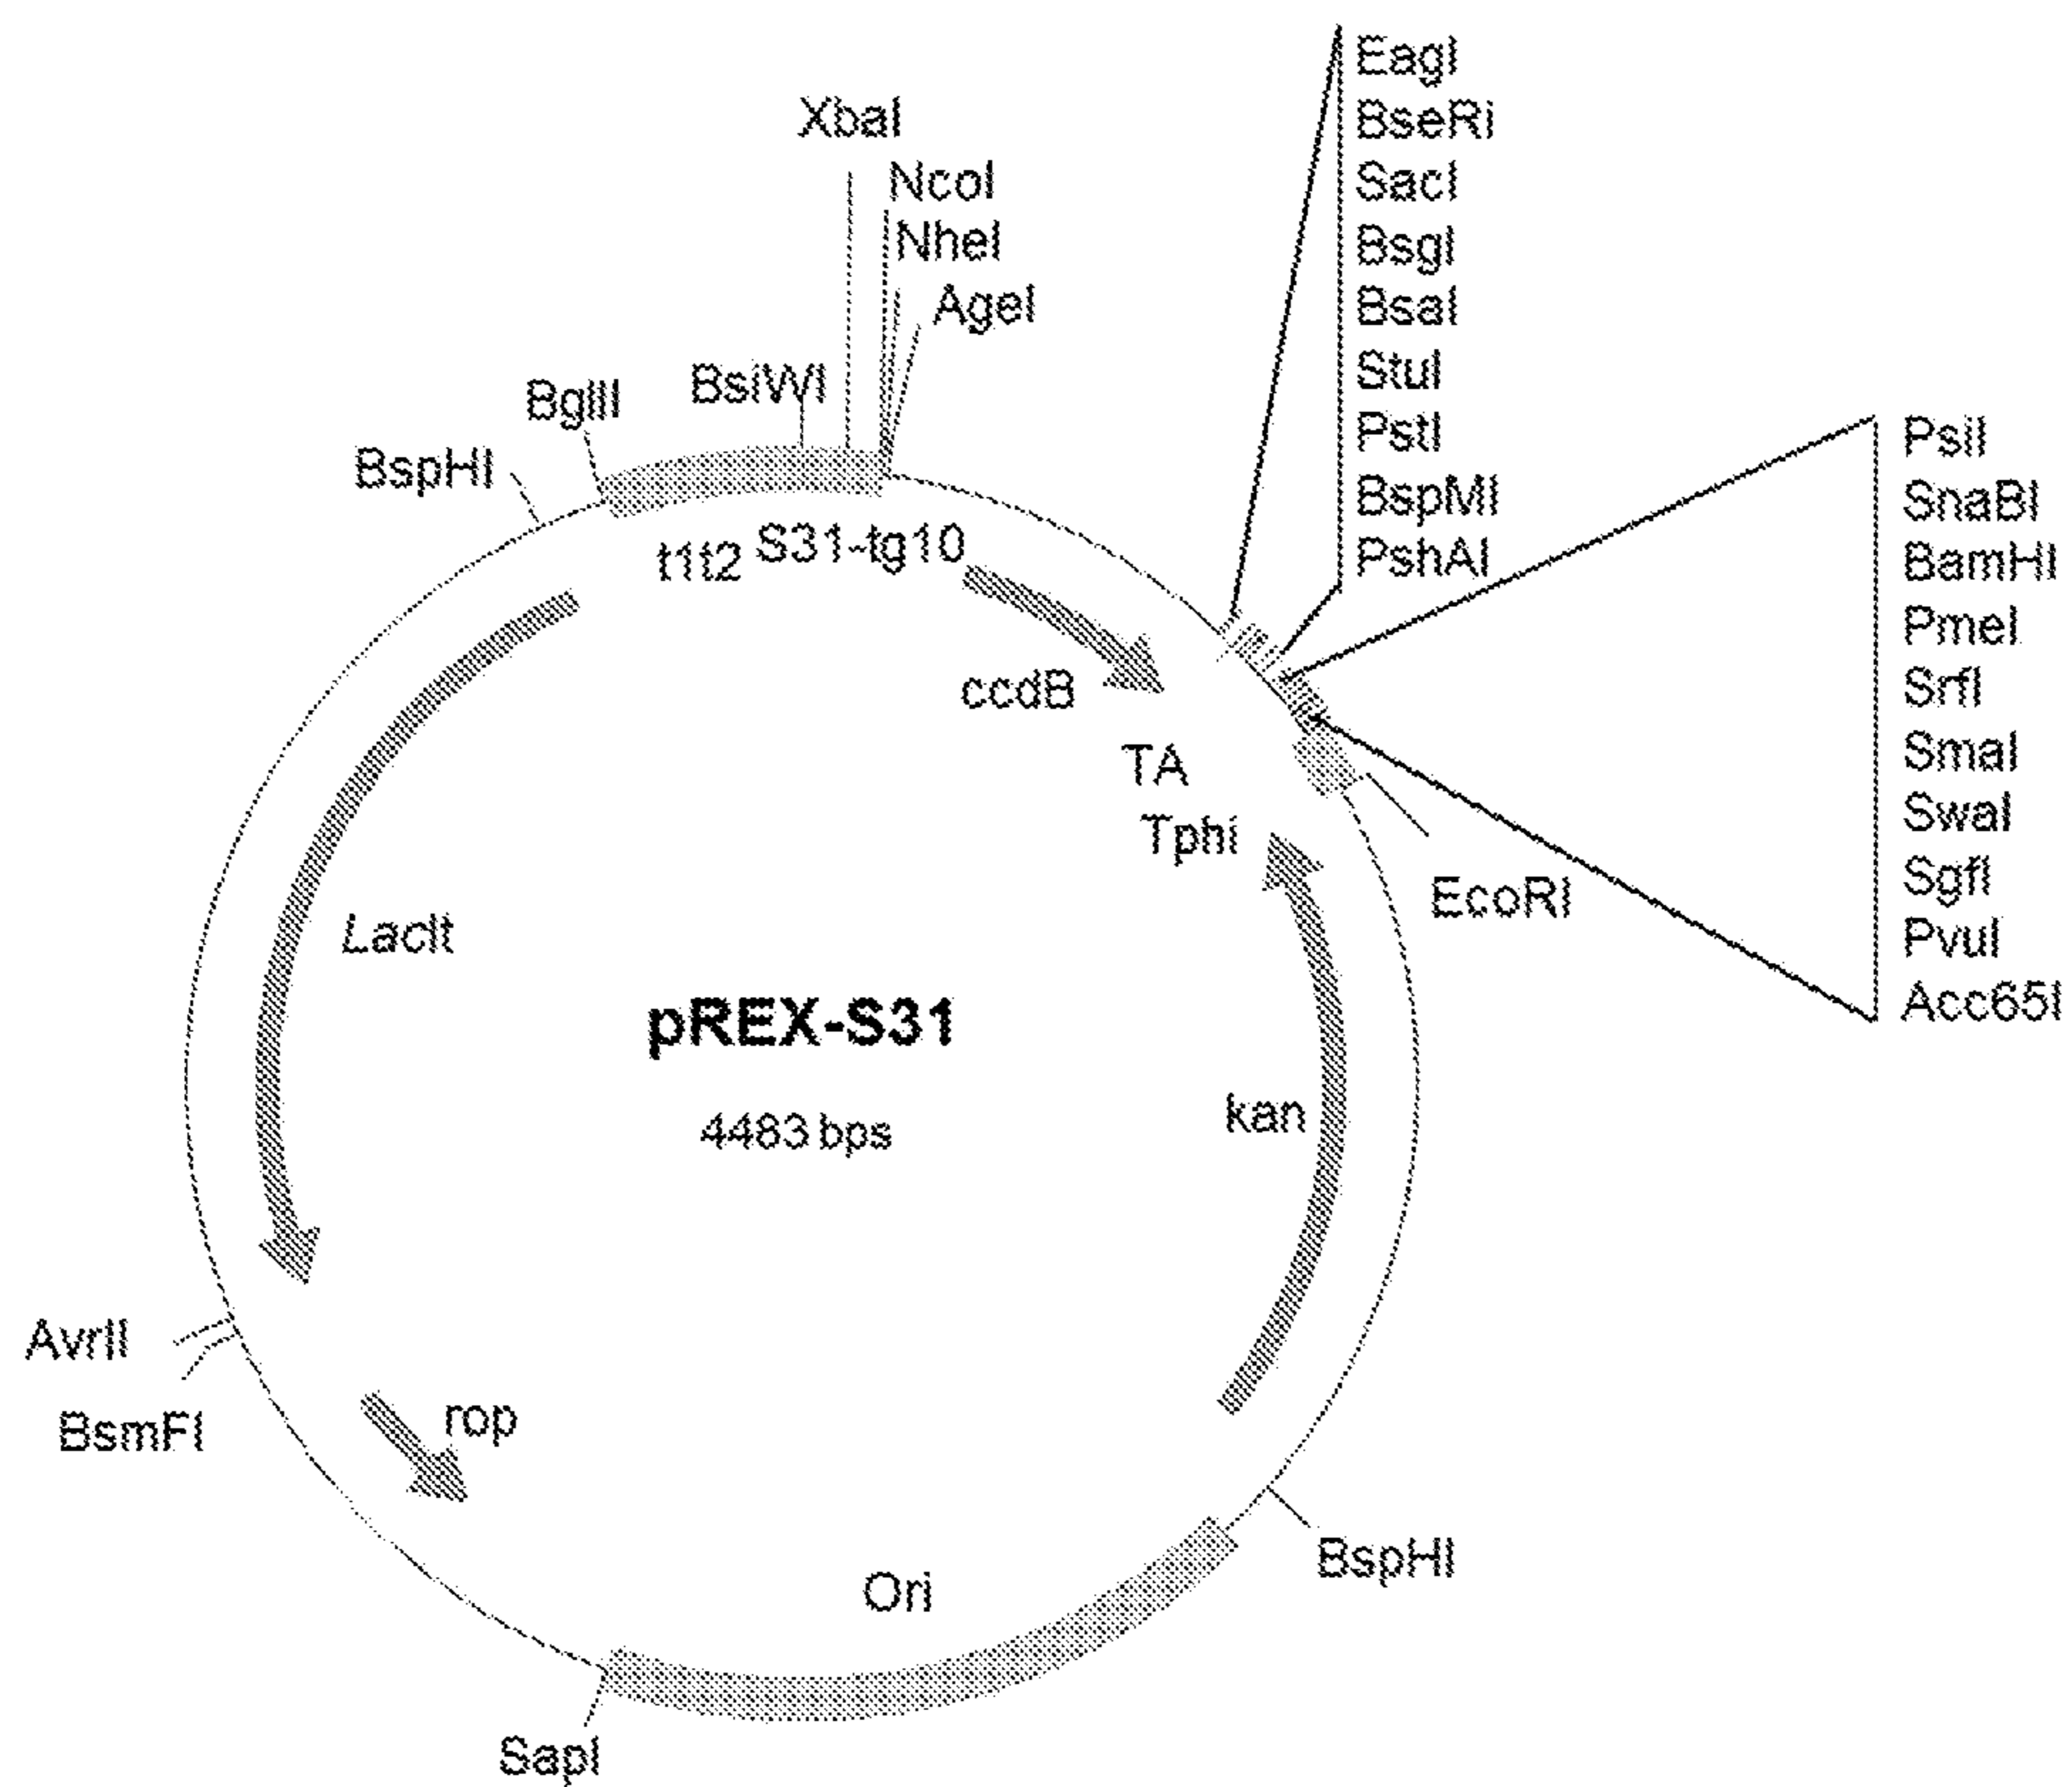 EagI
BseRi
SacI
BsgI
BsaI
StuI
PstI
BspMI
PshAI
XbaI
NcoI
NheI
AgeI
BsiWI
BglII
BspHI
PsiI
SnaBI
BamHI
PmeI
SrfI
SmaI
SwaI
SgfI
PvuI
Acc65I
t1t2
S31-tg10
ccdB
TA
Tphi
EcoRI
LacIt
pREX-S31
4483 bps
kan
AvrII
BsmFI
rop
Ori
BspHI
SapI